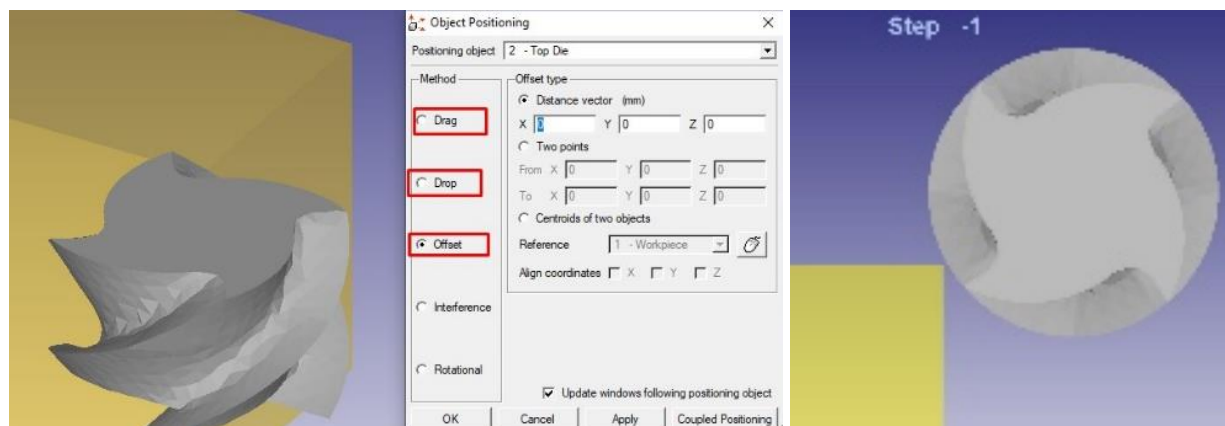 Object Positioning
Positioning object 2 - Top Die
Method
Offset type
Distance vector (mm)
Drag
X 0 Y 0 Z 0
Two points
From X 0 Y 0 Z 0
Drop
To X 0 Y 0 Z 0
Centroids of two objects
Offset
Reference 1 - Workpiece
Align coordinates X Y Z
Interference
Rotational
Update windows following positioning object
OK Cancel Apply Coupled Positioning
Step -1